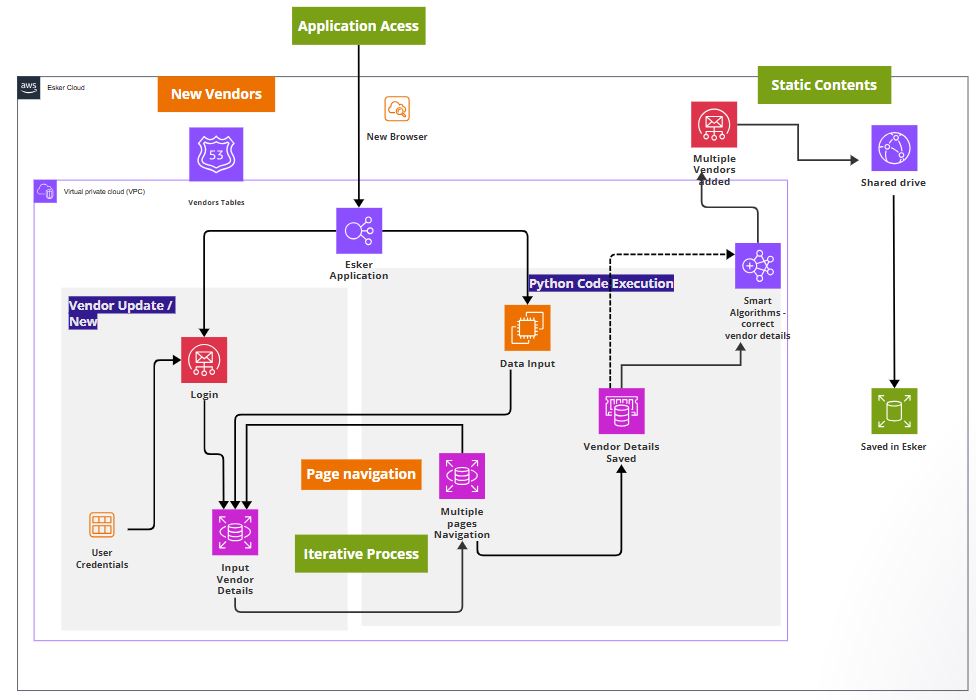 Application Acess
aws
Esker Cloud
New Vendors
Static Contents
New Browser
53
Multiple
Vendors
added
Shared drive
Virtual private cloud (VPC)
Vendors Tables
Esker
Application
Python Code Execution
Vendor Update /
New
Smart
Algorithms -
correct
vendor details
Data Input
Login
Vendor Details
Saved
Saved in Esker
Page navigation
Multiple
pages
Navigation
User
Credentials
Iterative Process
Input
Vendor
Details